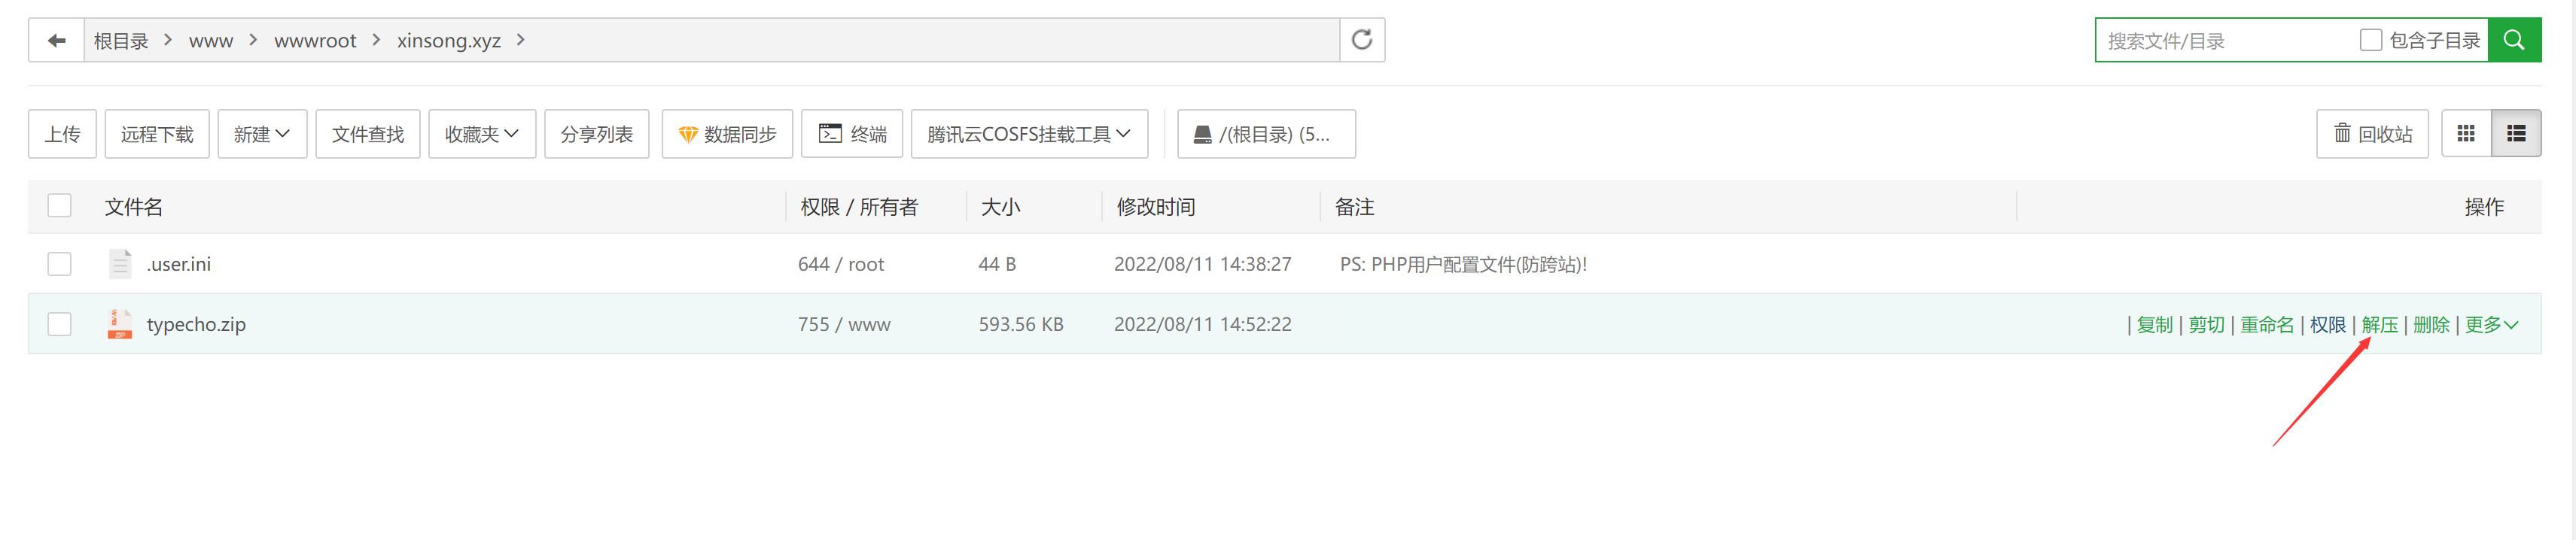 根目录 www wwwroot xinsong.xyz 搜索文件/目录 包含子目录
上传 远程下载 新建 文件查找 收藏夹 分享列表 数据同步 终端 腾讯云COSFS挂载工具 /(根目录) (5... 回收站
文件名 权限 / 所有者 大小 修改时间 备注 操作
.user.ini 644 / root 44 B 2022/08/11 14:38:27 PS: PHP用户配置文件(防跨站)!
typecho.zip 755 / www 593.56 KB 2022/08/11 14:52:22 | 复制 | 剪切 | 重命名 | 权限 | 解压 | 删除 | 更多